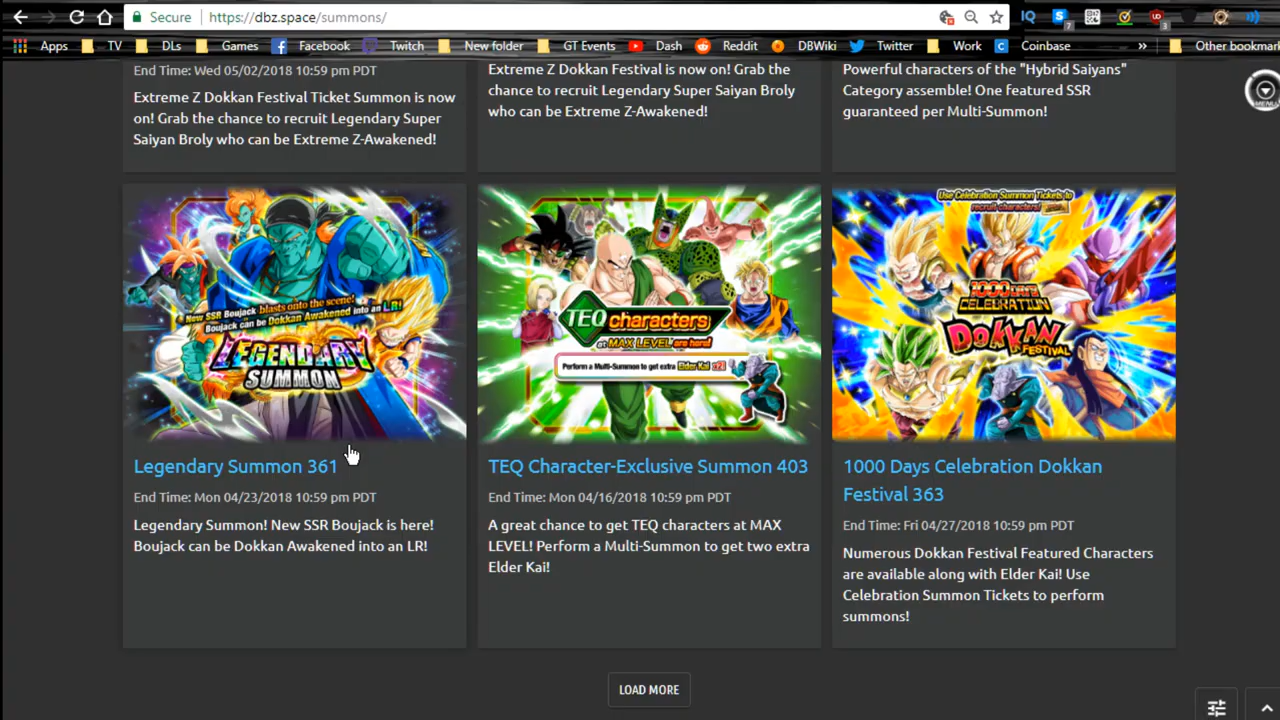 Secure
https://dbz.space/summons/
IQ
7
3
Apps
TV
DLs
Games
Facebook
Twitch
New folder
GT Events
Dash
Reddit
DBWiki
Twitter
Work
Coinbase
»
Other bookmar
MENU
End Time: Wed 05/02/2018 10:59 pm PDT
Extreme Z Dokkan Festival Ticket Summon is now
on! Grab the chance to recruit Legendary Super
Saiyan Broly who can be Extreme Z-Awakened!
Extreme Z Dokkan Festival is now on! Grab the
chance to recruit Legendary Super Saiyan Broly
who can be Extreme Z-Awakened!
Powerful characters of the "Hybrid Saiyans"
Category assemble! One featured SSR
guaranteed per Multi-Summon!
New SSR Boujack blasts onto the scene!
Boujack can be Dokkan Awakened into an LR!
LEGENDARY
SUMMON
Legendary Summon 361
End Time: Mon 04/23/2018 10:59 pm PDT
Legendary Summon! New SSR Boujack is here!
Boujack can be Dokkan Awakened into an LR!
TEQ characters
at MAX LEVEL are here!
Perform a Multi-Summon to get extra Elder Kai x2!
TEQ Character-Exclusive Summon 403
End Time: Mon 04/16/2018 10:59 pm PDT
A great chance to get TEQ characters at MAX
LEVEL! Perform a Multi-Summon to get two extra
Elder Kai!
Use Celebration Summon Tickets to
recruit characters!
1000 DAYS
CELEBRATION
DOKKAN
FESTIVAL
1000 Days Celebration Dokkan
Festival 363
End Time: Fri 04/27/2018 10:59 pm PDT
Numerous Dokkan Festival Featured Characters
are available along with Elder Kai! Use
Celebration Summon Tickets to perform
summons!
LOAD MORE